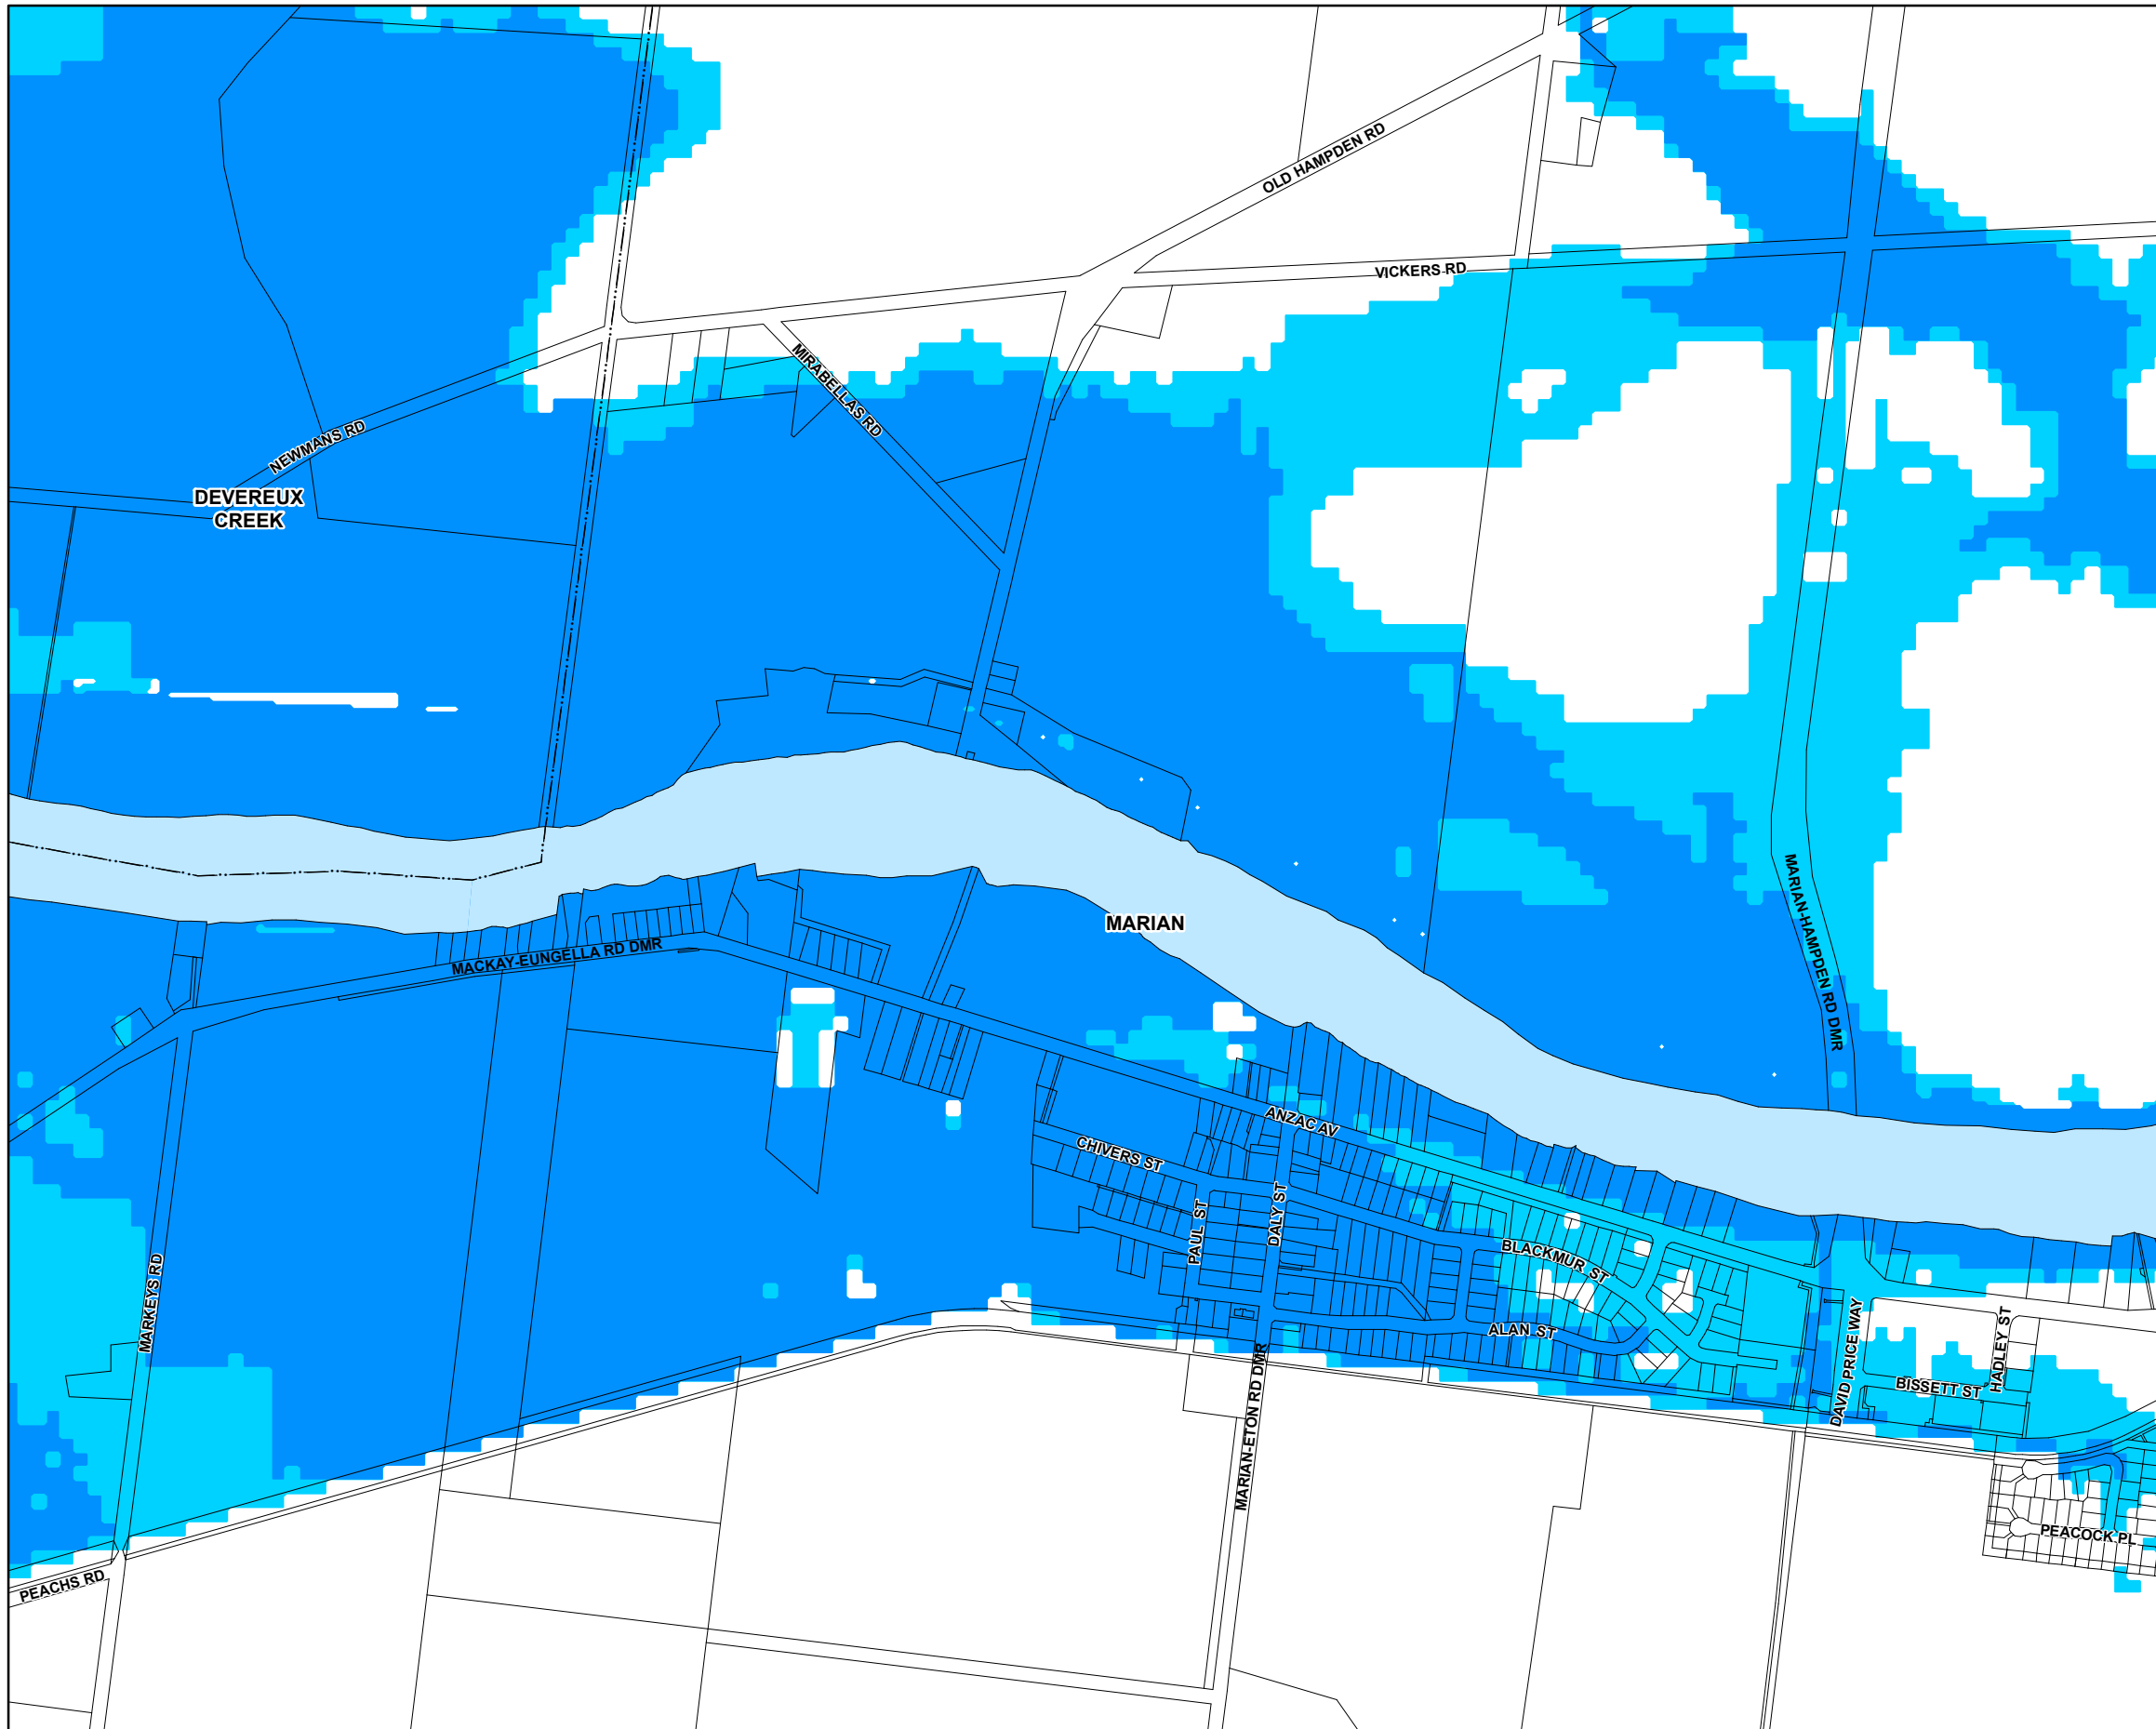 OLD HAMPDEN RD
VICKERS RD
MIRABELLAS RD
NEWMANS RD
DEVEREUX
CREEK
MARIAN
MACKAY-EUNGELLA RD DMR
MARIAN-HAMPDEN RD DMR
ANZAC AV
CHIVERS ST
PAUL ST
DALY ST
BLACKMUR ST
ALAN ST
MARKEYS RD
DAVID PRICE WAY
HADLEY ST
BISSETT ST
MARIAN-ETON RD DMR
PEACOCK PL
PEACHS RD